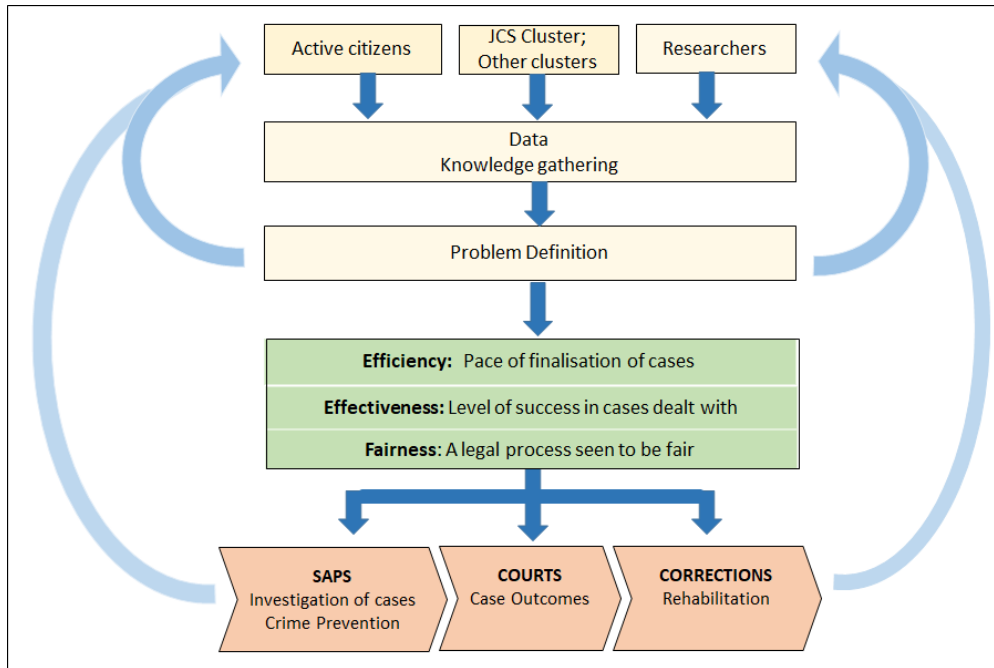 Active citizens
JCS Cluster;
Other clusters
Researchers
Data
Knowledge gathering
Problem Definition
Efficiency: Pace of finalisation of cases
Effectiveness: Level of success in cases dealt with
Fairness: A legal process seen to be fair
SAPS
Investigation of cases
Crime Prevention
COURTS
Case Outcomes
CORRECTIONS
Rehabilitation